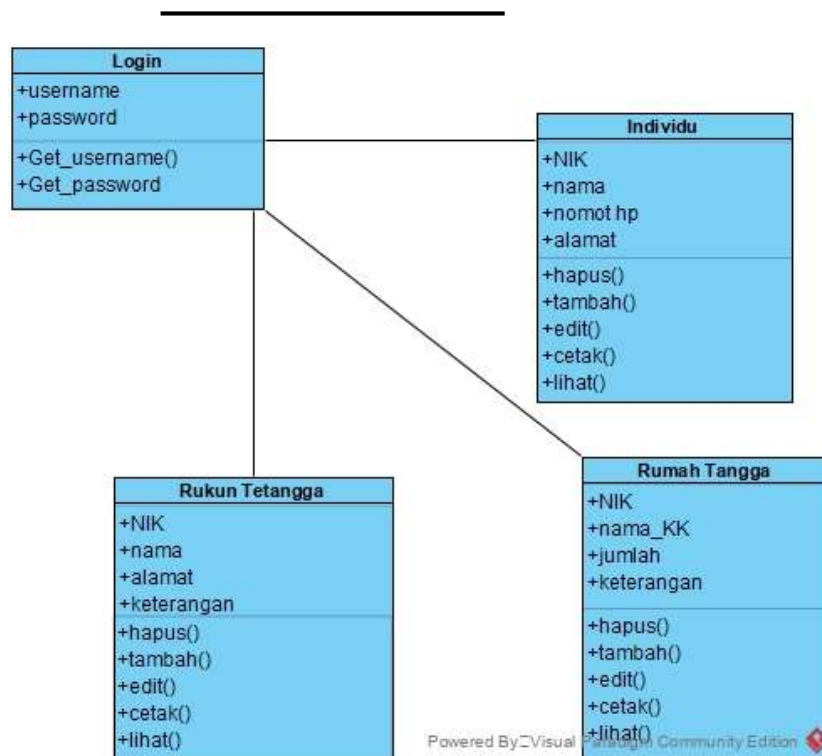 Login
+username
+password
+Get_username()
+Get_password
Individu
+NIK
+nama
+nomot hp
+alamat
+hapus()
+tambah()
+edit()
+cetak()
+lihat()
Rukun Tetangga
+NIK
+nama
+alamat
+keterangan
+hapus()
+tambah()
+edit()
+cetak()
+lihat()
Rumah Tangga
+NIK
+nama_KK
+jumlah
+keterangan
+hapus()
+tambah()
+edit()
+cetak()
+lihat()
Powered By Visual Paradigm Community Edition